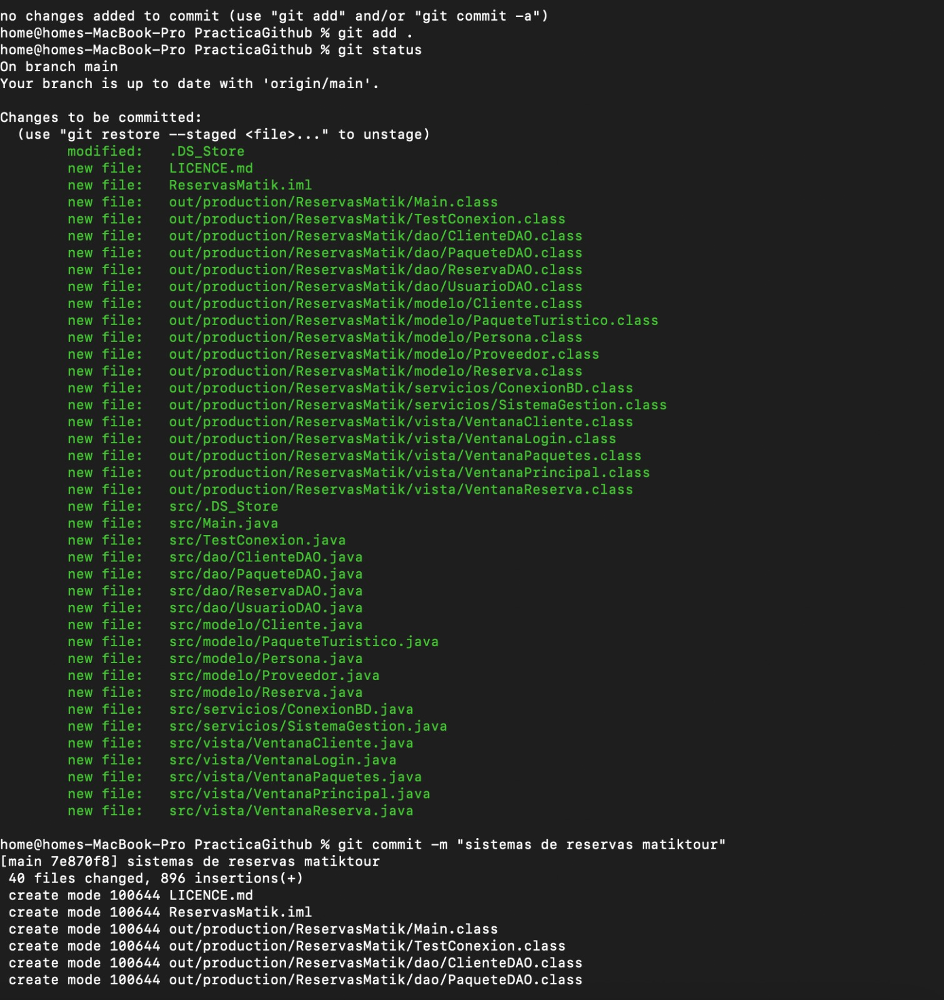 no changes added to commit (use "git add" and/or "git commit -a")
home@homes-MacBook-Pro PracticaGithub % git add .
home@homes-MacBook-Pro PracticaGithub % git status
On branch main
Your branch is up to date with 'origin/main'.
Changes to be committed:
(use "git restore --staged <file>..." to unstage)
modified: .DS_Store
new file: LICENCE.md
new file: ReservasMatik.iml
new file: out/production/ReservasMatik/Main.class
new file: out/production/ReservasMatik/TestConexion.class
new file: out/production/ReservasMatik/dao/ClienteDAO.class
new file: out/production/ReservasMatik/dao/PaqueteDAO.class
new file: out/production/ReservasMatik/dao/ReservaDAO.class
new file: out/production/ReservasMatik/dao/UsuarioDAO.class
new file: out/production/ReservasMatik/modelo/Cliente.class
new file: out/production/ReservasMatik/modelo/PaqueteTuristico.class
new file: out/production/ReservasMatik/modelo/Persona.class
new file: out/production/ReservasMatik/modelo/Proveedor.class
new file: out/production/ReservasMatik/modelo/Reserva.class
new file: out/production/ReservasMatik/servicios/ConexionBD.class
new file: out/production/ReservasMatik/servicios/SistemaGestion.class
new file: out/production/ReservasMatik/vista/VentanaCliente.class
new file: out/production/ReservasMatik/vista/VentanaLogin.class
new file: out/production/ReservasMatik/vista/VentanaPaquetes.class
new file: out/production/ReservasMatik/vista/VentanaPrincipal.class
new file: out/production/ReservasMatik/vista/VentanaReserva.class
new file: src/.DS_Store
new file: src/Main.java
new file: src/TestConexion.java
new file: src/dao/ClienteDAO.java
new file: src/dao/PaqueteDAO.java
new file: src/dao/ReservaDAO.java
new file: src/dao/UsuarioDAO.java
new file: src/modelo/Cliente.java
new file: src/modelo/PaqueteTuristico.java
new file: src/modelo/Persona.java
new file: src/modelo/Proveedor.java
new file: src/modelo/Reserva.java
new file: src/servicios/ConexionBD.java
new file: src/servicios/SistemaGestion.java
new file: src/vista/VentanaCliente.java
new file: src/vista/VentanaLogin.java
new file: src/vista/VentanaPaquetes.java
new file: src/vista/VentanaPrincipal.java
new file: src/vista/VentanaReserva.java
home@homes-MacBook-Pro PracticaGithub % git commit -m "sistemas de reservas matiktour"
[main 7e870f8] sistemas de reservas matiktour
40 files changed, 896 insertions(+)
create mode 100644 LICENCE.md
create mode 100644 ReservasMatik.iml
create mode 100644 out/production/ReservasMatik/Main.class
create mode 100644 out/production/ReservasMatik/TestConexion.class
create mode 100644 out/production/ReservasMatik/dao/ClienteDAO.class
create mode 100644 out/production/ReservasMatik/dao/PaqueteDAO.class